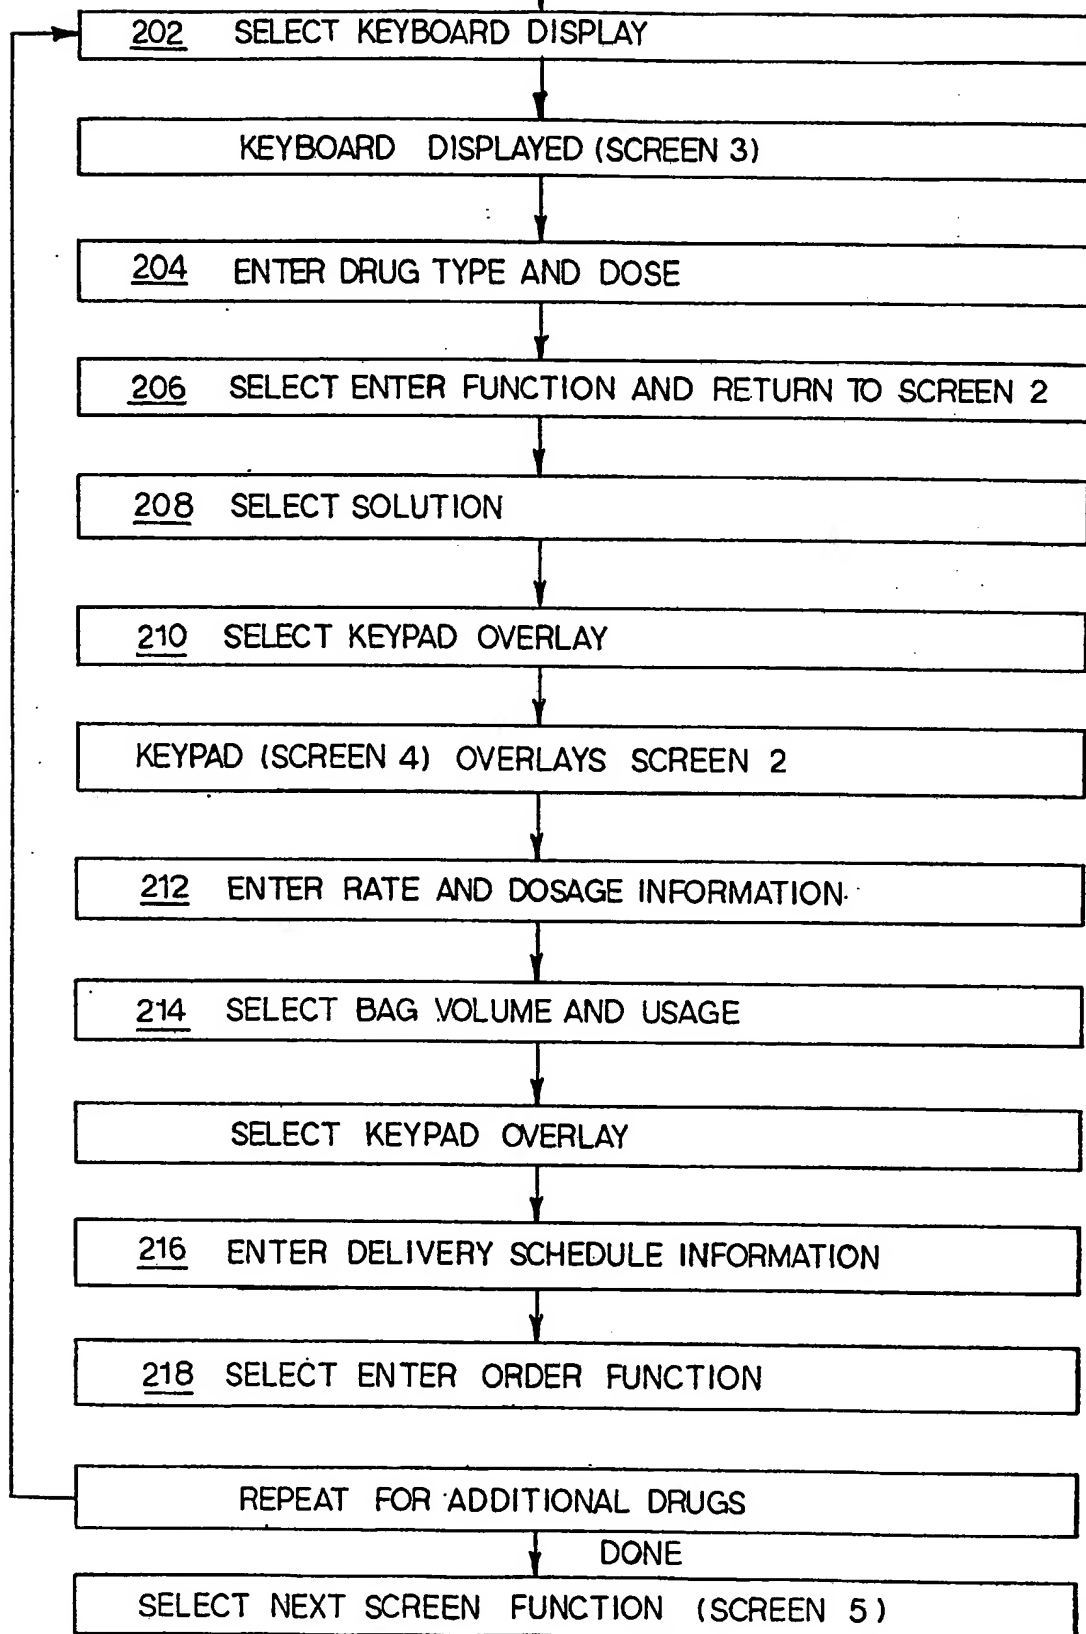 202 SELECT KEYBOARD DISPLAY
KEYBOARD DISPLAYED (SCREEN 3)
204 ENTER DRUG TYPE AND DOSE
206 SELECT ENTER FUNCTION AND RETURN TO SCREEN 2
208 SELECT SOLUTION
210 SELECT KEYPAD OVERLAY
KEYPAD (SCREEN 4) OVERLAYS SCREEN 2
212 ENTER RATE AND DOSAGE INFORMATION
214 SELECT BAG VOLUME AND USAGE
SELECT KEYPAD OVERLAY
216 ENTER DELIVERY SCHEDULE INFORMATION
218 SELECT ENTER ORDER FUNCTION
REPEAT FOR ADDITIONAL DRUGS
DONE
SELECT NEXT SCREEN FUNCTION (SCREEN 5)